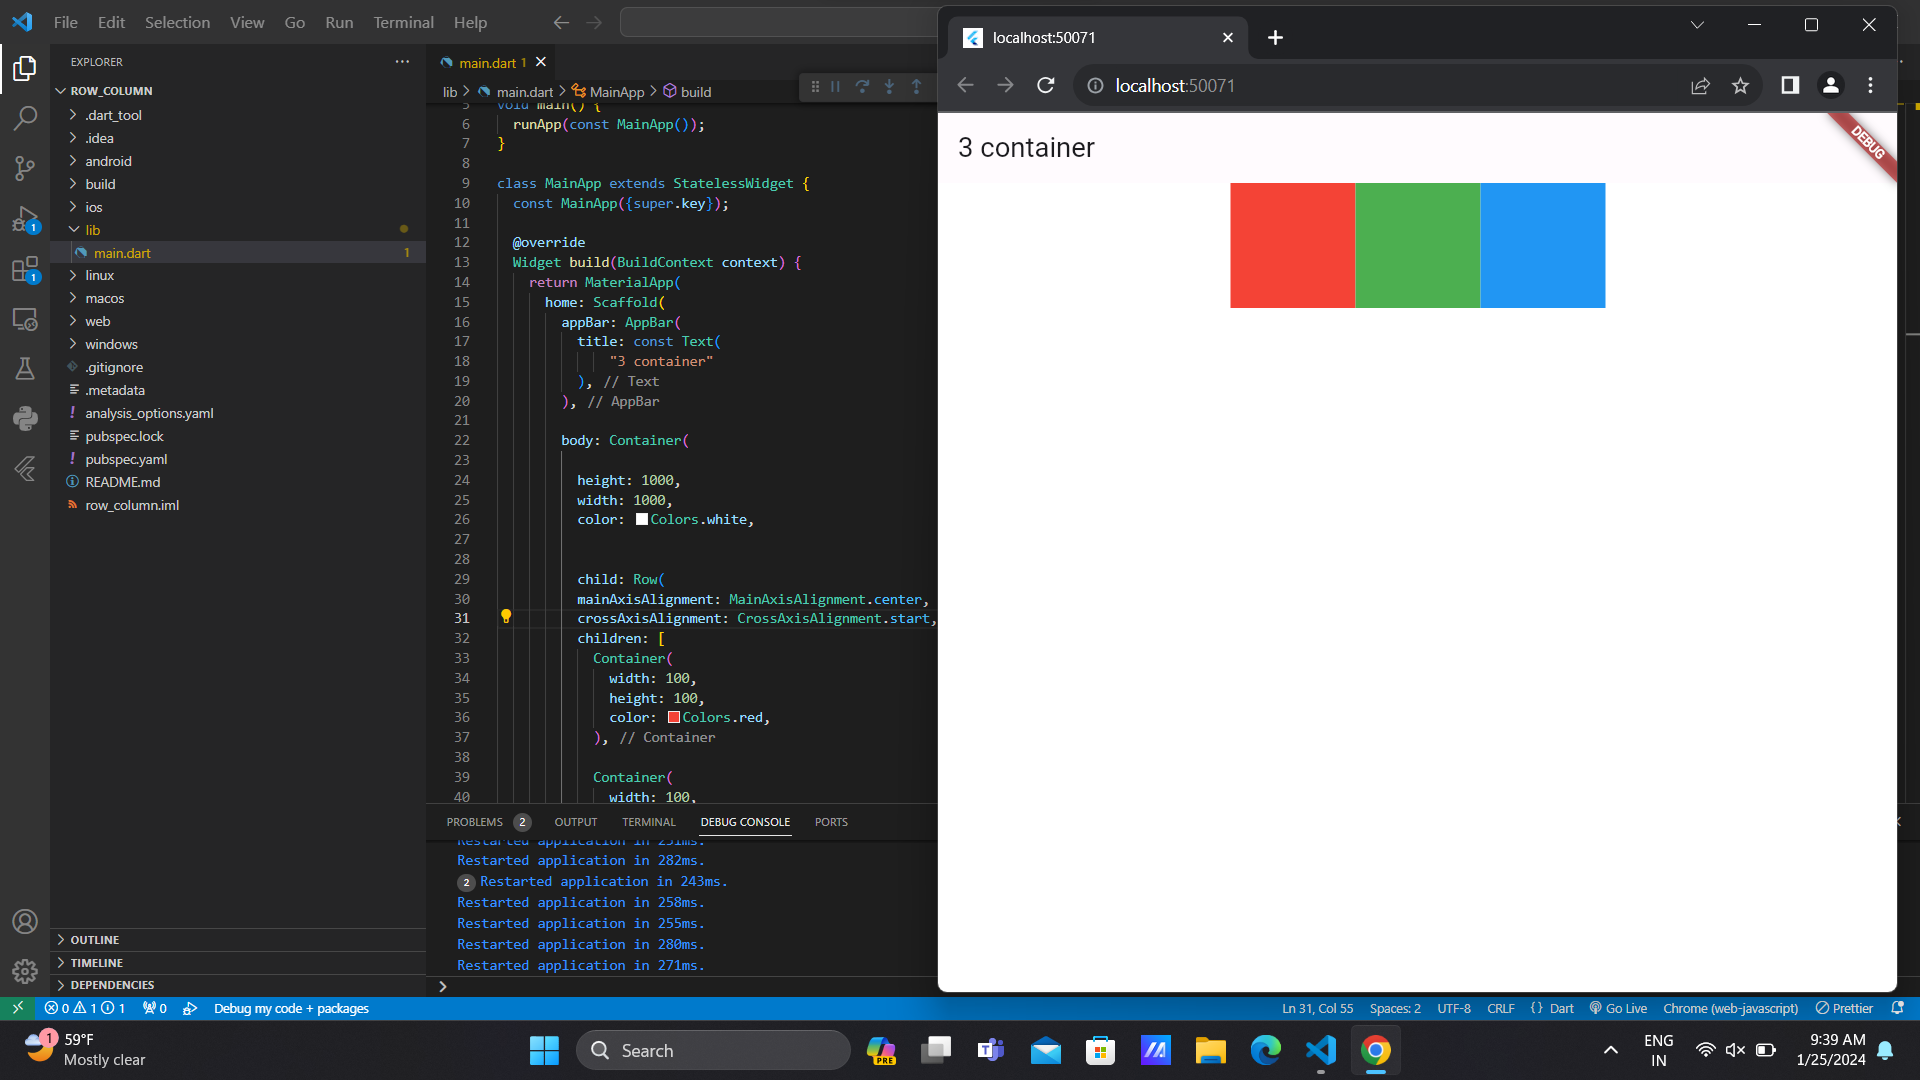 File Edit Selection View Go Run Terminal Help
EXPLORER
ROW_COLUMN
.dart_tool
.idea
android
build
ios
lib
main.dart 1
linux
macos
web
windows
.gitignore
.metadata
analysis_options.yaml
pubspec.lock
pubspec.yaml
README.md
row_column.iml
OUTLINE
TIMELINE
DEPENDENCIES
1
1
main.dart 1
lib > main.dart > MainApp > build
5 void main() {
6 runApp(const MainApp());
7 }
8
9 class MainApp extends StatelessWidget {
10 const MainApp({super.key});
11
12 @override
13 Widget build(BuildContext context) {
14 return MaterialApp(
15 home: Scaffold(
16 appBar: AppBar(
17 title: const Text(
18 "3 container"
19 ), // Text
20 ), // AppBar
21
22 body: Container(
23
24 height: 1000,
25 width: 1000,
26 color: Colors.white,
27
28
29 child: Row(
30 mainAxisAlignment: MainAxisAlignment.center,
31 crossAxisAlignment: CrossAxisAlignment.start,
32 children: [
33 Container(
34 width: 100,
35 height: 100,
36 color: Colors.red,
37 ), // Container
38
39 Container(
40 width: 100,
PROBLEMS 2 OUTPUT TERMINAL DEBUG CONSOLE PORTS
Restarted application in 251ms.
Restarted application in 282ms.
2 Restarted application in 243ms.
Restarted application in 258ms.
Restarted application in 255ms.
Restarted application in 280ms.
Restarted application in 271ms.
localhost:50071
localhost:50071
3 container
DEBUG
0 1 1 0 Debug my code + packages
Ln 31, Col 55 Spaces: 2 UTF-8 CRLF {} Dart Go Live Chrome (web-javascript) Prettier
1
59°F
Mostly clear
Search
PRE
ENG
IN
9:39 AM
1/25/2024